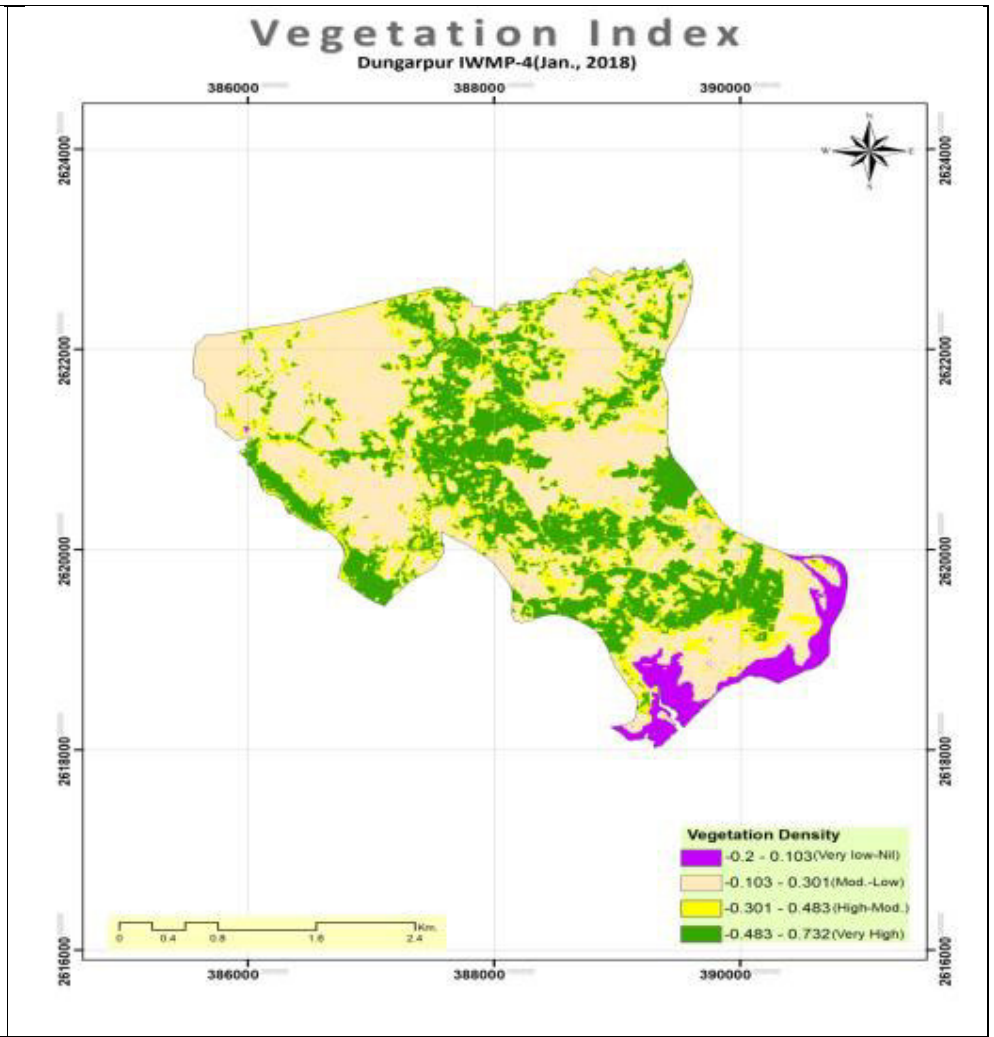 Vegetation Index
Dungarpur IWMP-4(Jan., 2018)
386000 388000 390000
N
W E
S
2624000 2624000
2622000 2622000
2620000 2620000
2618000 2618000
2616000 2616000
Vegetation Density
-0.2 - 0.103(Very low-Nil)
-0.103 - 0.301(Mod.-Low)
-0.301 - 0.483(High-Mod.)
-0.483 - 0.732(Very High)
Km.
0 0.4 0.8 1.6 2.4
386000 388000 390000